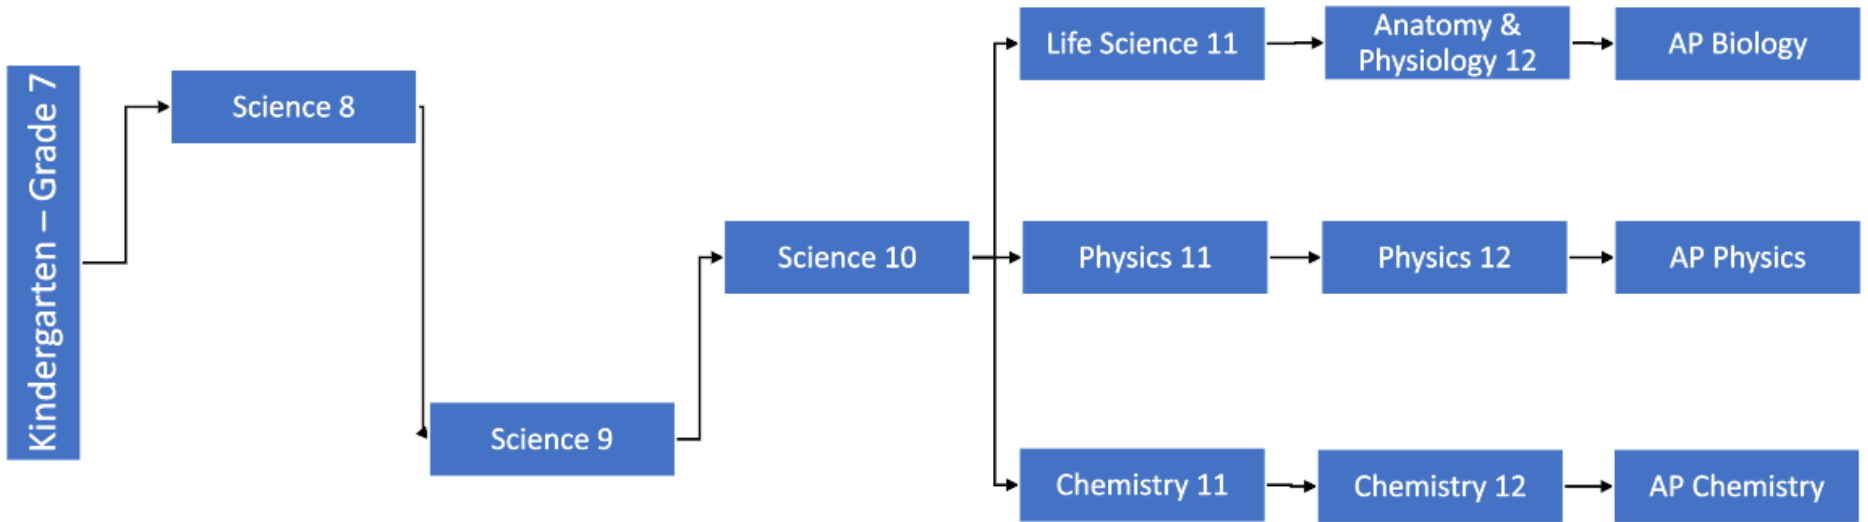 Kindergarten – Grade 7
Science 8
Science 9
Science 10
Life Science 11
Anatomy &
Physiology 12
AP Biology
Physics 11
Physics 12
AP Physics
Chemistry 11
Chemistry 12
AP Chemistry